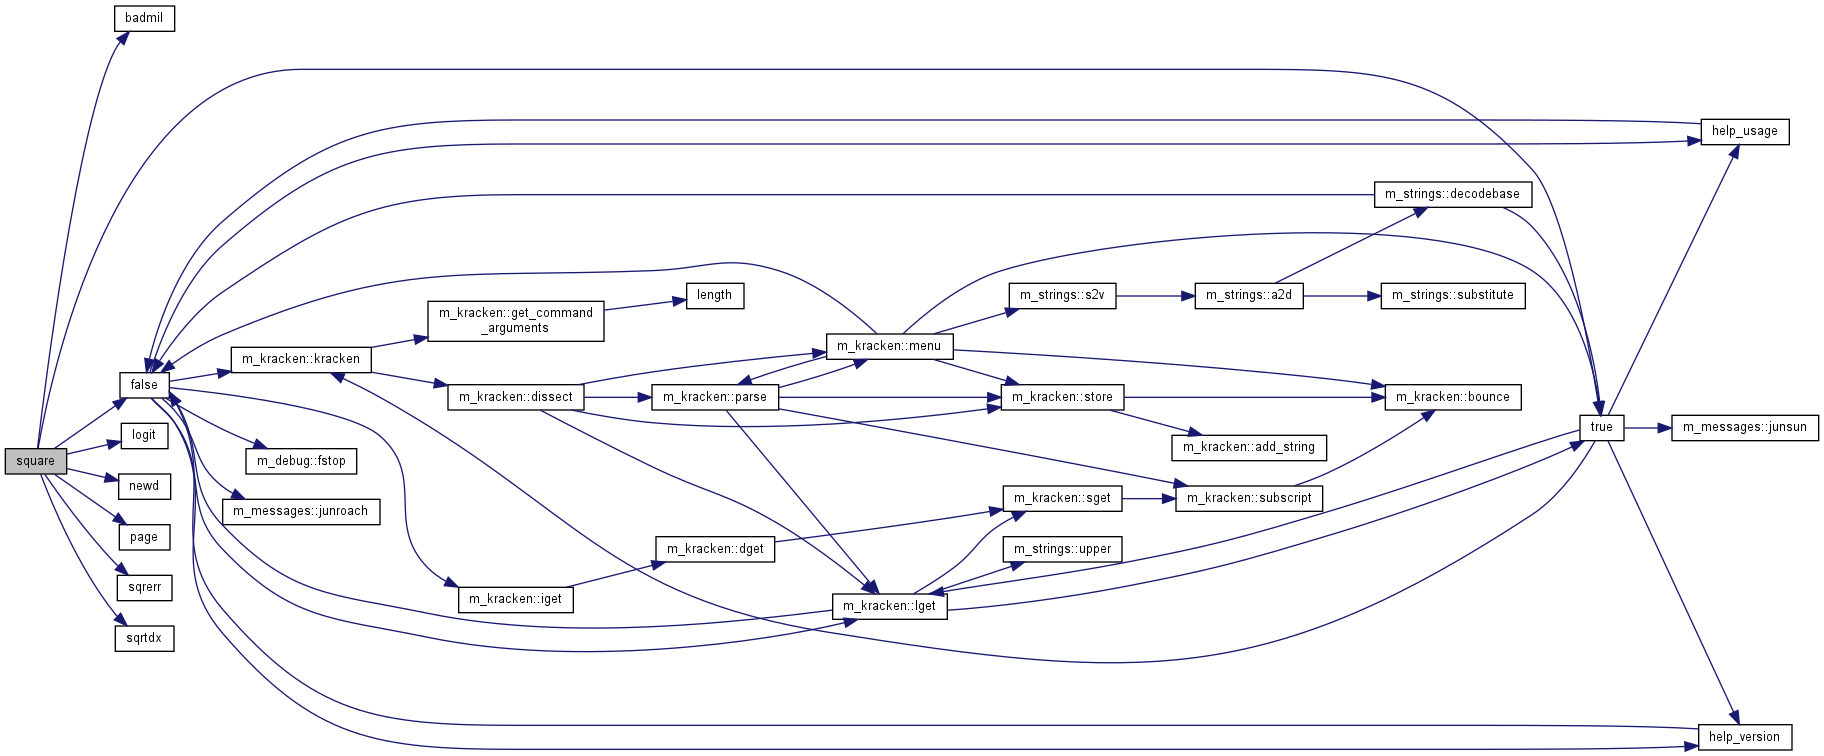 badmil
help_usage
m_strings::decodebase
length
m_strings::s2v
m_strings::a2d
m_strings::substitute
m_kracken::get_command
_arguments
m_kracken::menu
m_kracken::kracken
false
m_kracken::dissect
m_kracken::parse
m_kracken::store
m_kracken::bounce
true
m_messages::junsun
logit
m_kracken::add_string
square
m_debug::fstop
newd
m_kracken::sget
m_kracken::subscript
m_messages::junroach
page
m_kracken::dget
m_strings::upper
sqrerr
m_kracken::iget
m_kracken::lget
sqrtdx
help_version